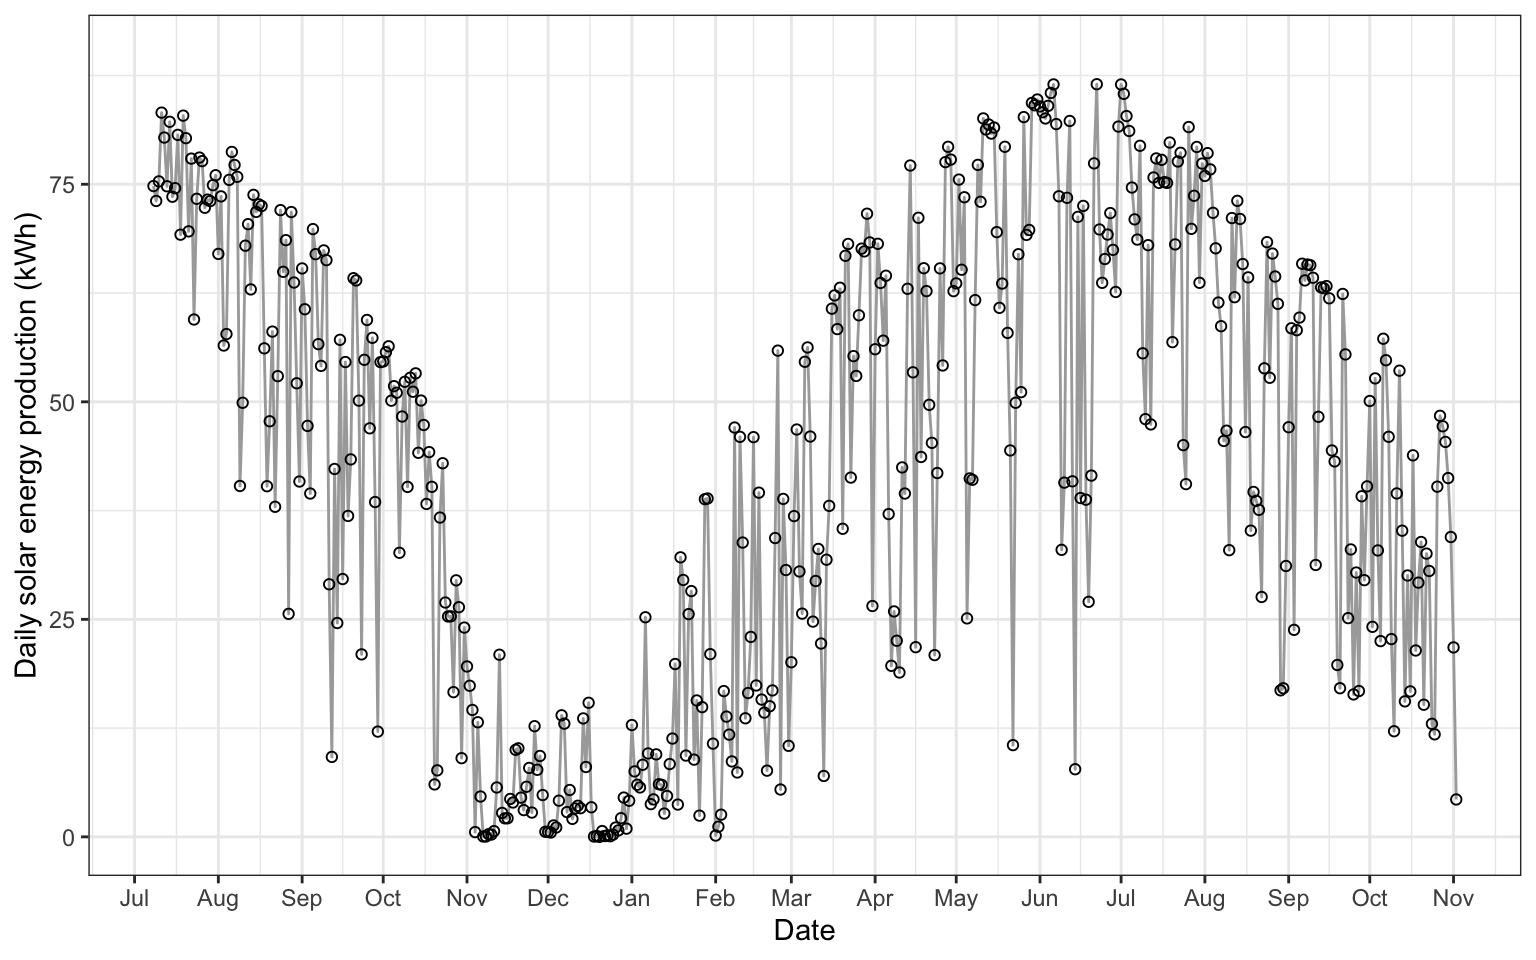 Daily solar energy production (kWh)
75
50
25
0
Jul Aug Sep Oct Nov Dec Jan Feb Mar Apr May Jun Jul Aug Sep Oct Nov
Date